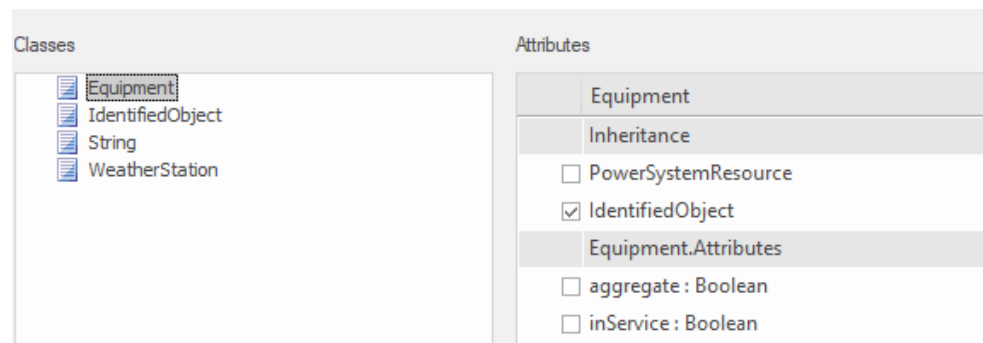 Classes
Equipment
IdentifiedObject
String
WeatherStation
Attributes
Equipment
Inheritance
PowerSystemResource
IdentifiedObject
Equipment.Attributes
aggregate : Boolean
inService : Boolean